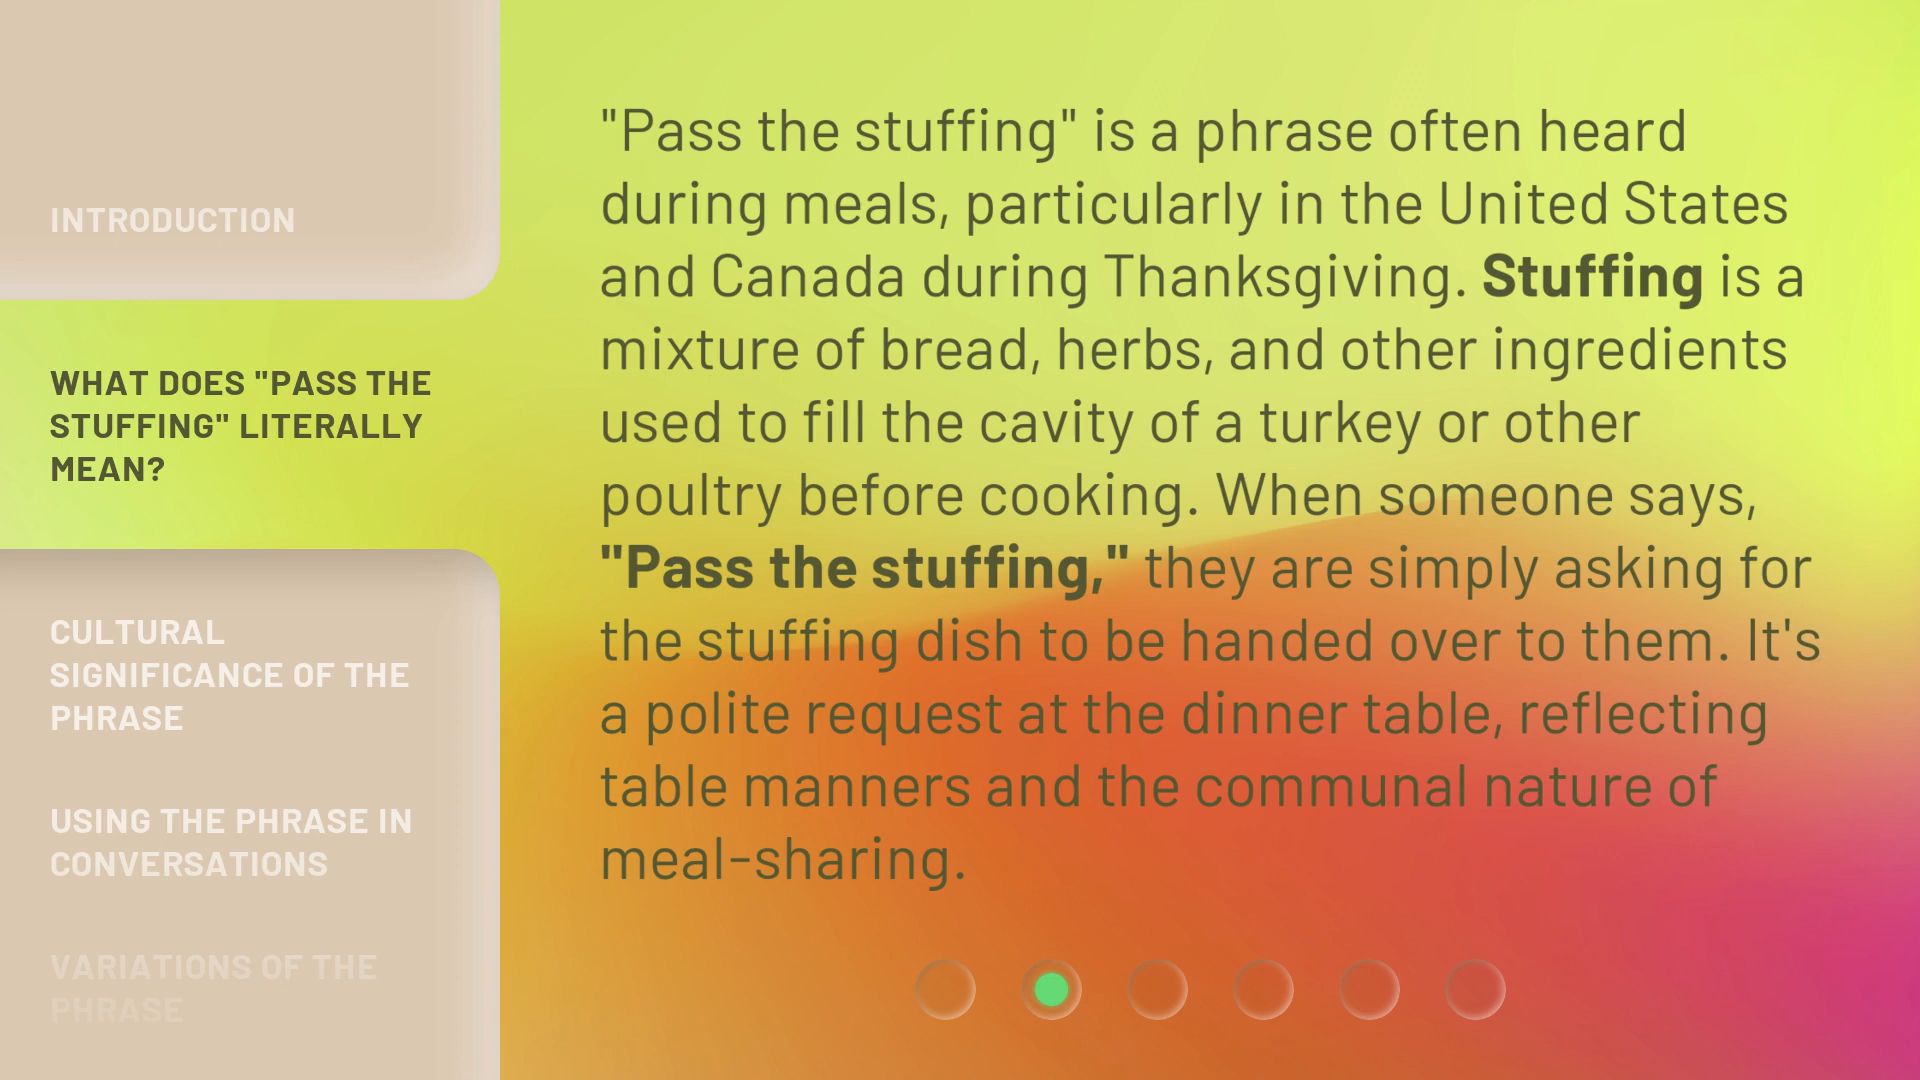 INTRODUCTION
WHAT DOES "PASS THE
STUFFING" LITERALLY
MEAN?
CULTURAL
SIGNIFICANCE OF THE
PHRASE
USING THE PHRASE IN
CONVERSATIONS
VARIATIONS OF THE
PHRASE
"Pass the stuffing" is a phrase often heard
during meals, particularly in the United States
and Canada during Thanksgiving. Stuffing is a
mixture of bread, herbs, and other ingredients
used to fill the cavity of a turkey or other
poultry before cooking. When someone says,
"Pass the stuffing," they are simply asking for
the stuffing dish to be handed over to them. It's
a polite request at the dinner table, reflecting
table manners and the communal nature of
meal-sharing.